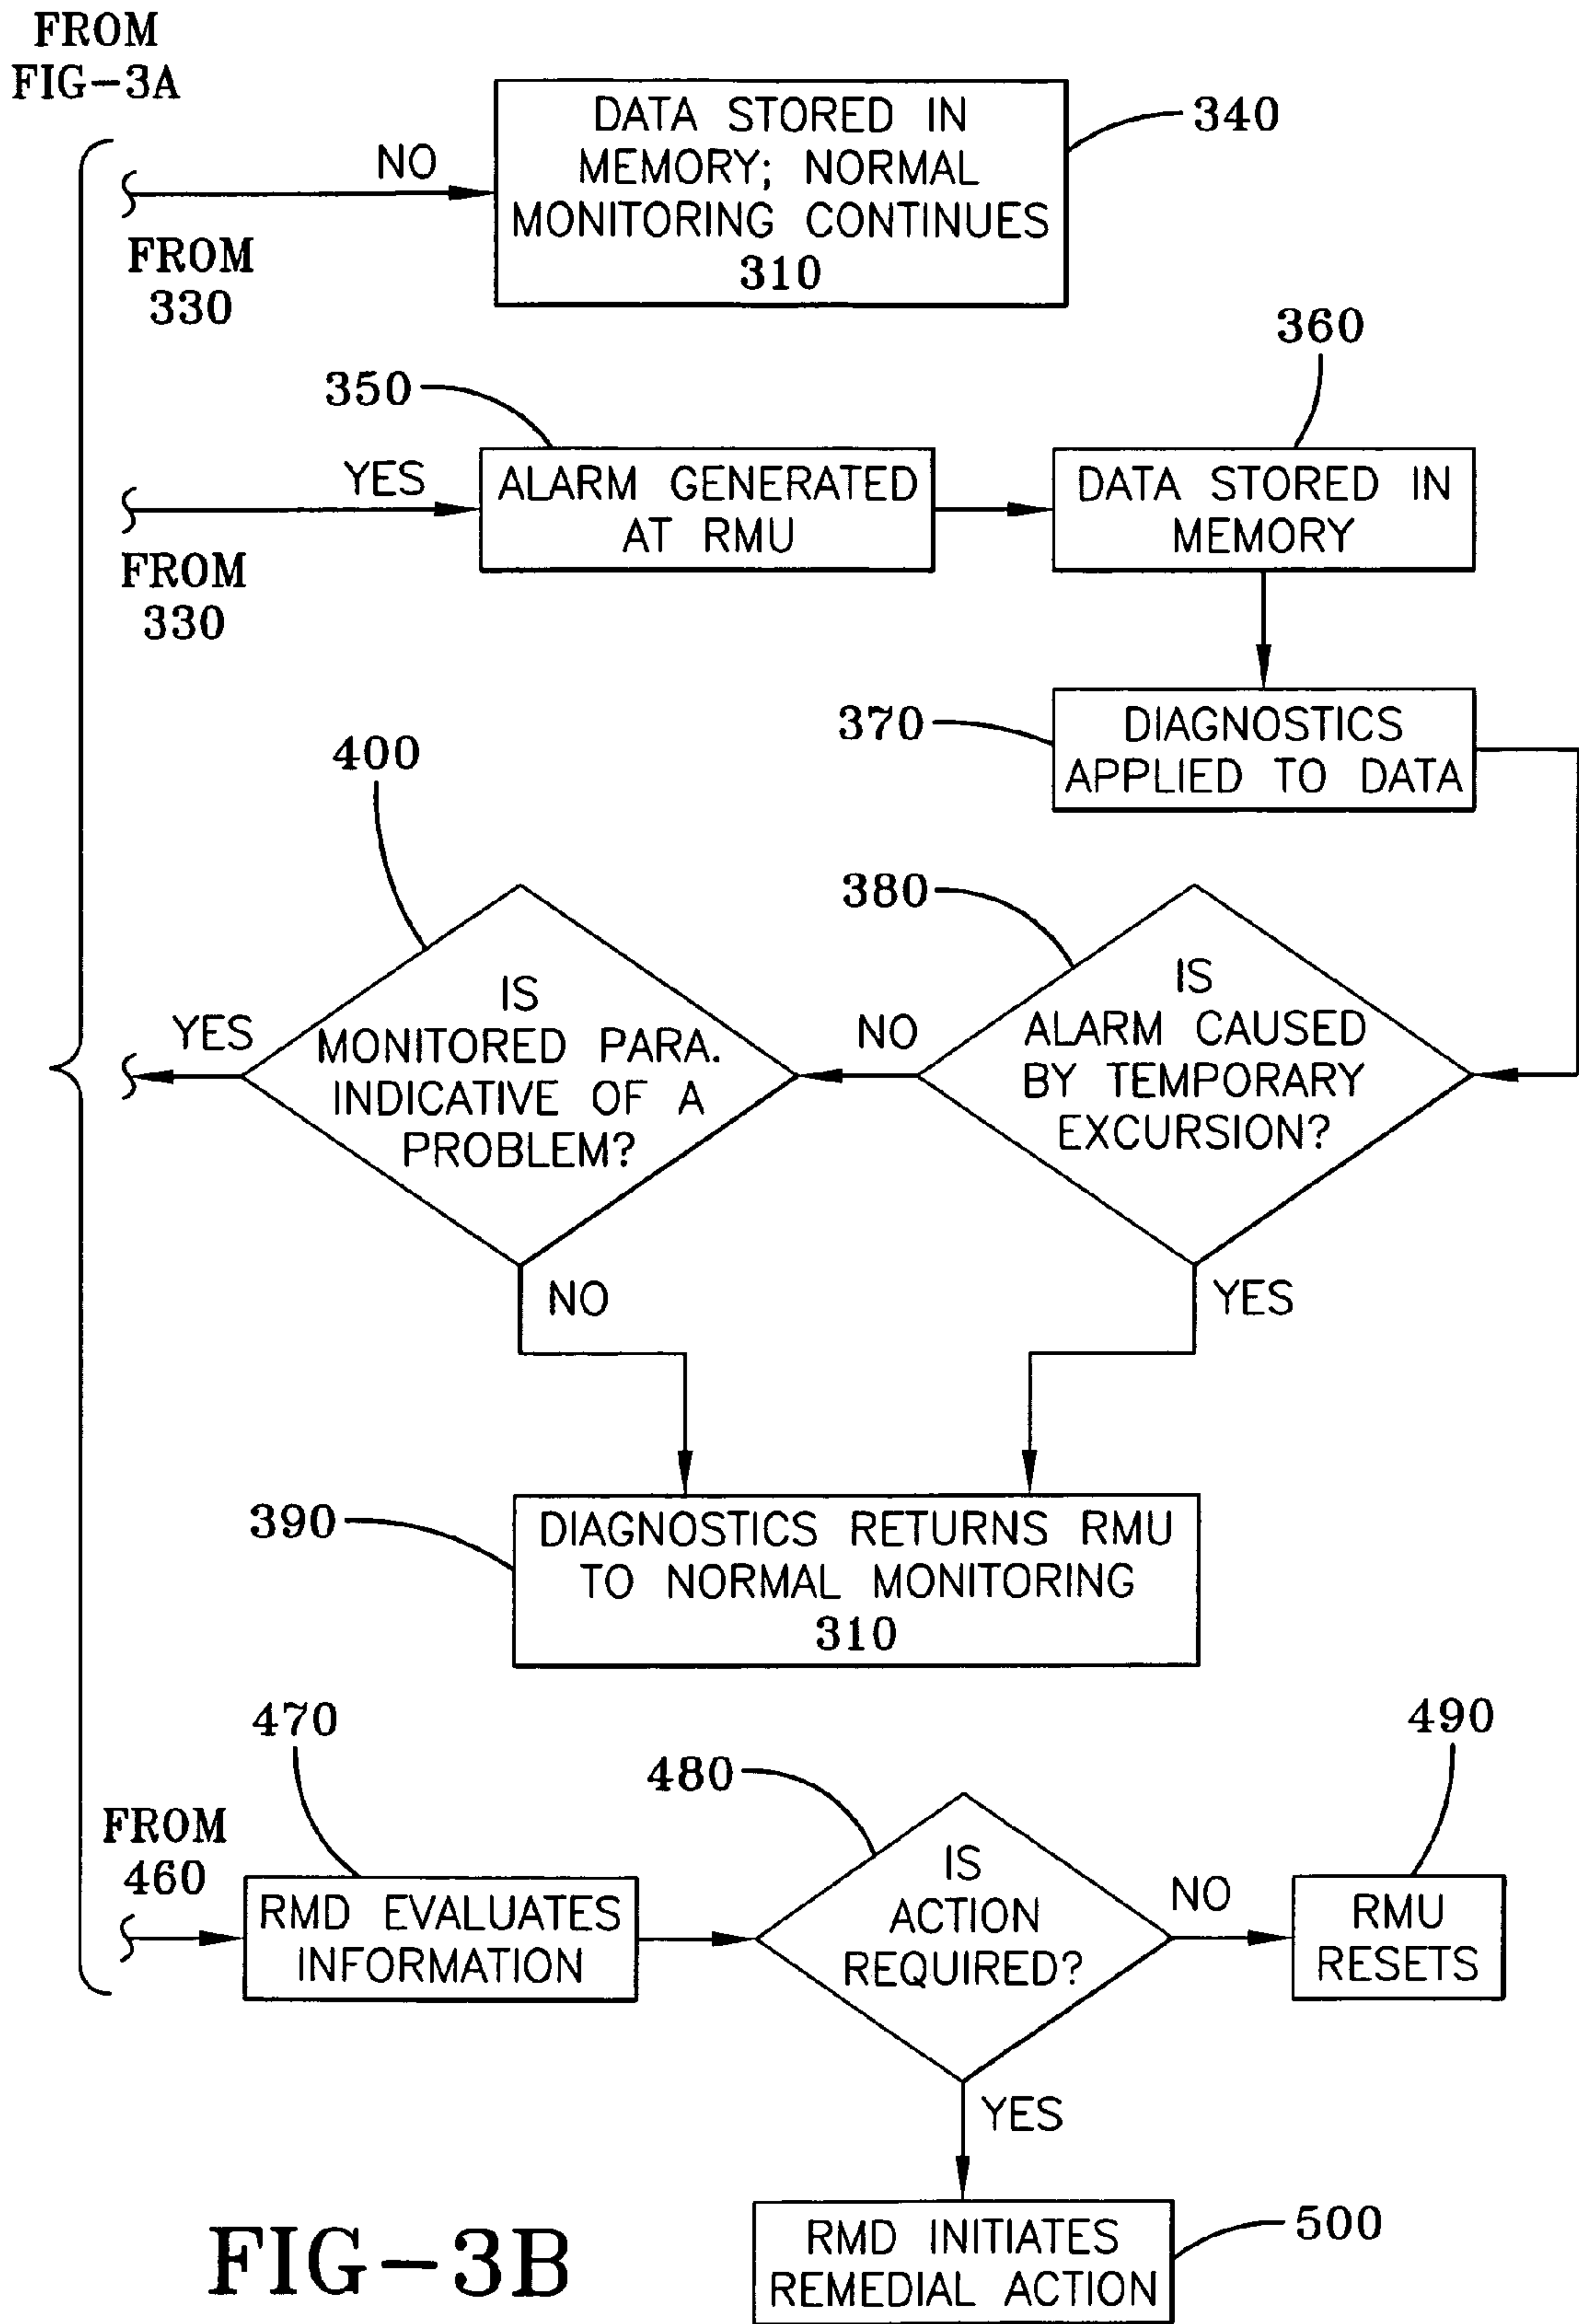 FROM
FIG-3A
NO
FROM
330
DATA STORED IN
MEMORY; NORMAL
MONITORING CONTINUES
310
340
350
360
YES
FROM
330
ALARM GENERATED
AT RMU
DATA STORED IN
MEMORY
370
DIAGNOSTICS
APPLIED TO DATA
400
380
YES
IS
MONITORED PARA.
INDICATIVE OF A
PROBLEM?
NO
IS
ALARM CAUSED
BY TEMPORARY
EXCURSION?
NO
YES
390
DIAGNOSTICS RETURNS RMU
TO NORMAL MONITORING
310
470
480
490
FROM
460
RMD EVALUATES
INFORMATION
IS
ACTION
REQUIRED?
NO
RMU
RESETS
YES
RMD INITIATES
REMEDIAL ACTION
500
FIG-3B